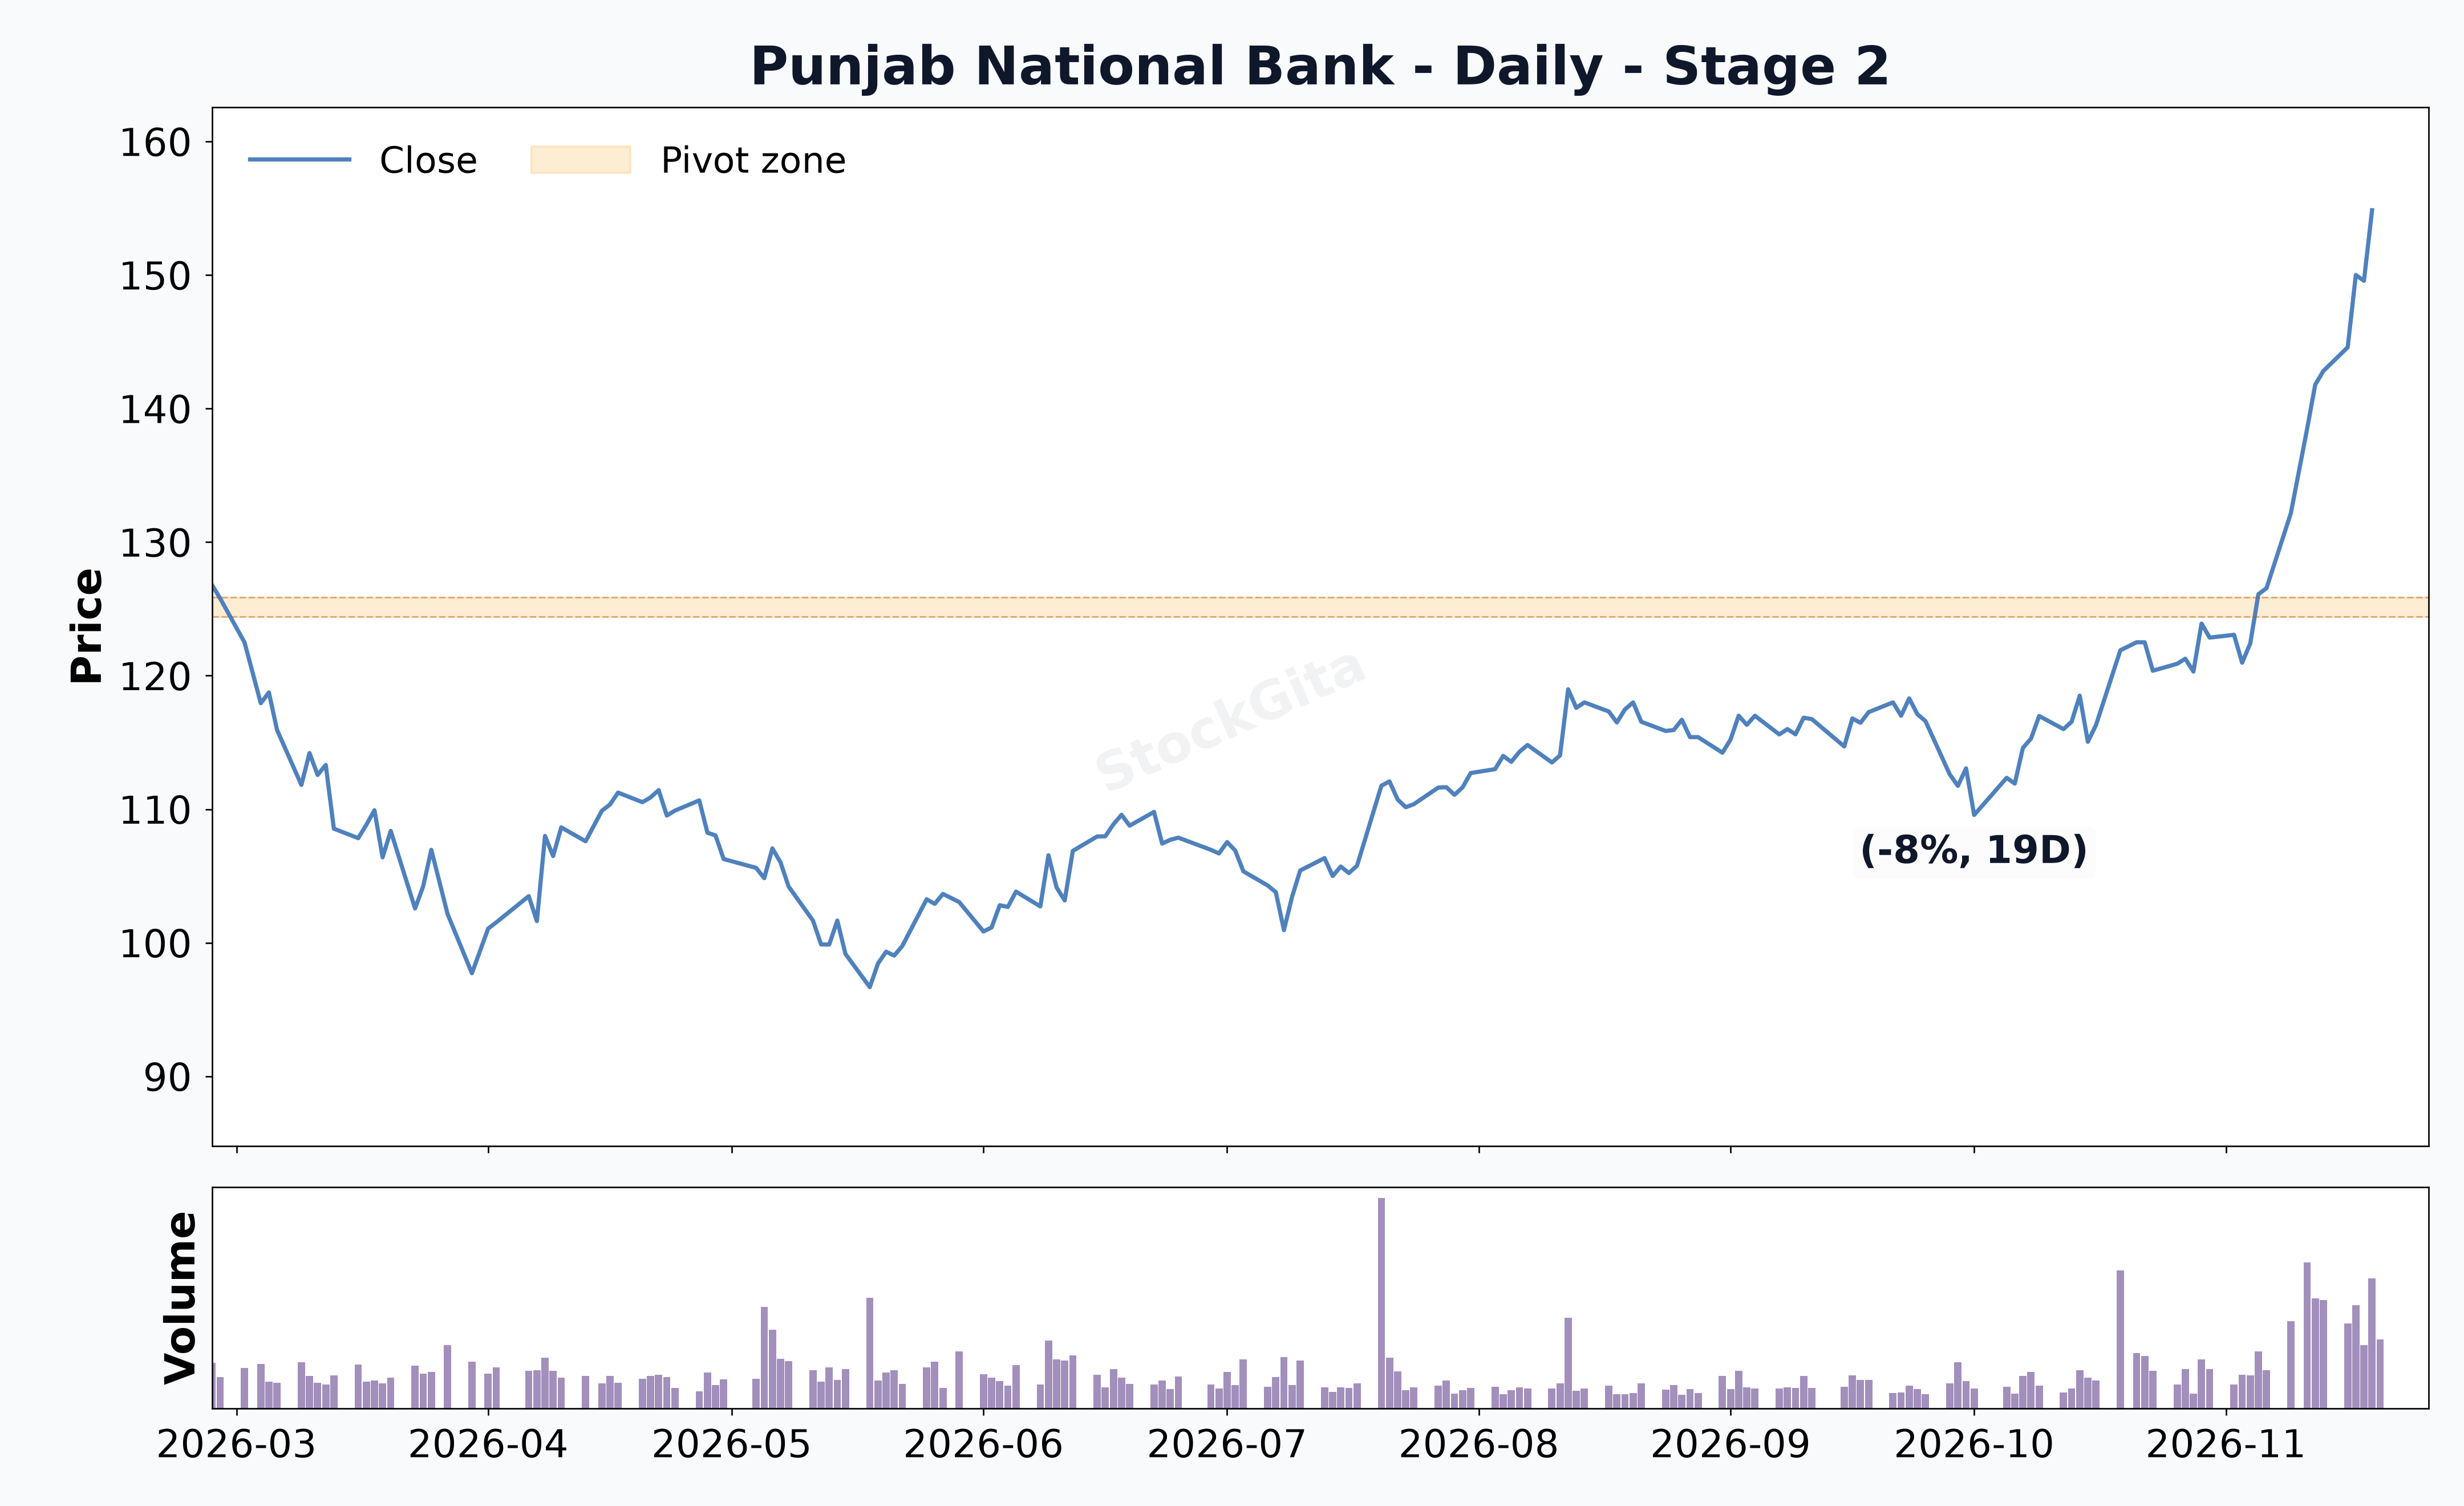 Punjab National Bank - Daily - Stage 2
Close
Pivot zone
Price
160
150
140
130
120
110
100
90
StockGita
(-8%, 19D)
Volume
2026-03
2026-04
2026-05
2026-06
2026-07
2026-08
2026-09
2026-10
2026-11